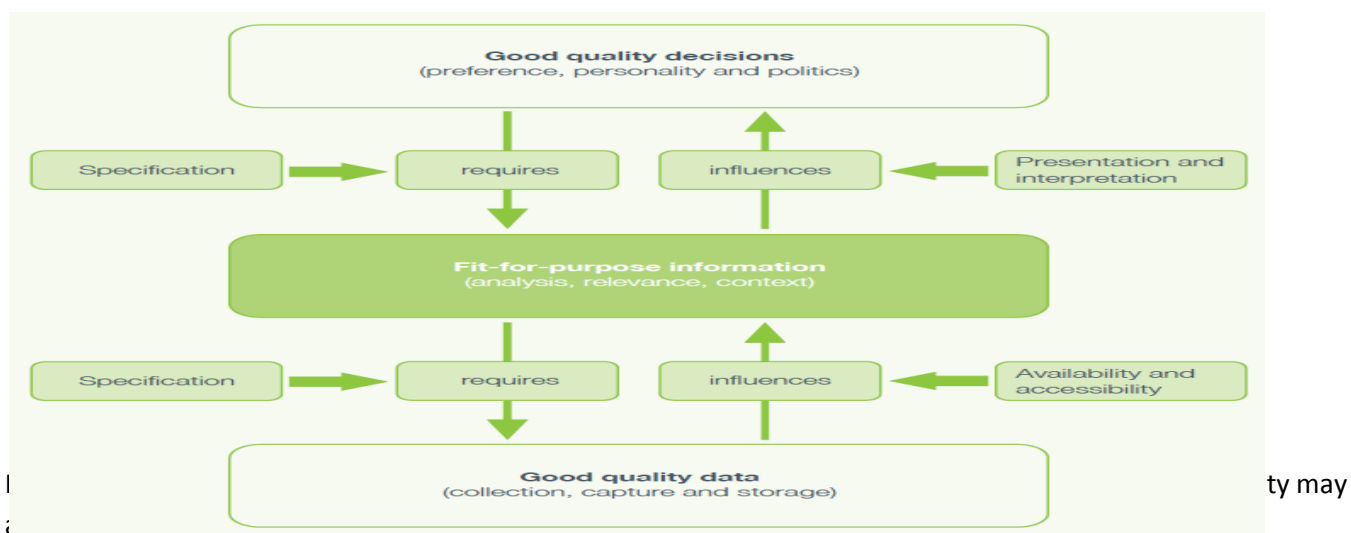 Good quality decisions
(preference, personality and politics)
Specification
requires
influences
Presentation and
interpretation
Fit-for-purpose information
(analysis, relevance, context)
Specification
requires
influences
Availability and
accessibility
Good quality data
(collection, capture and storage)
may